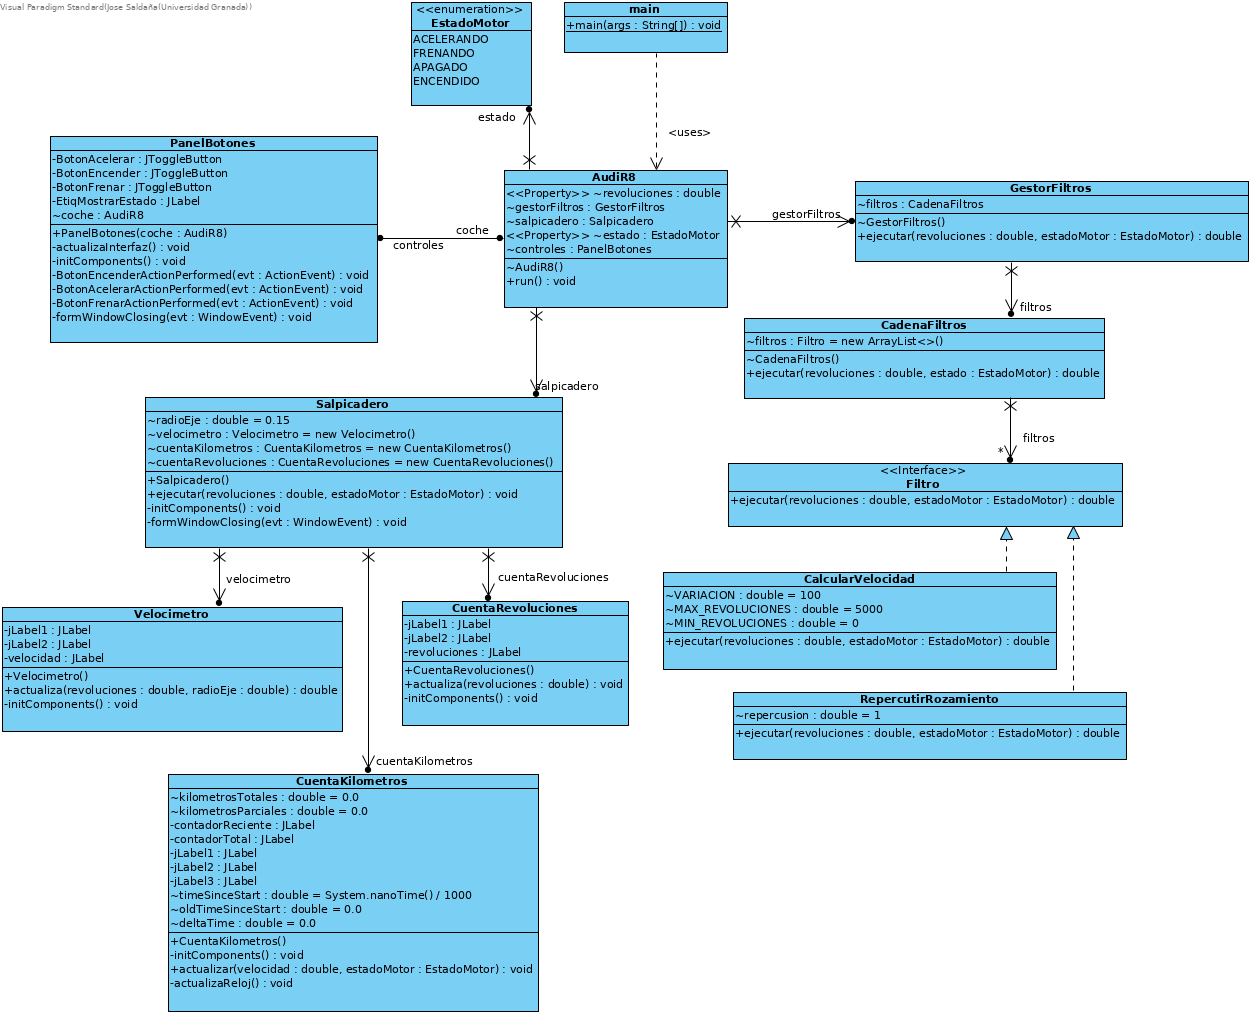 Visual Paradigm Standard(Jose Saldaña(Universidad Granada))
<<enumeration>>
EstadoMotor
ACELERANDO
FRENANDO
APAGADO
ENCENDIDO
main
+main(args : String[]) : void
estado
<uses>
PanelBotones
-BotonAcelerar : JToggleButton
-BotonEncender : JToggleButton
-BotonFrenar : JToggleButton
-EtiqMostrarEstado : JLabel
~coche : AudiR8
+PanelBotones(coche : AudiR8)
-actualizaInterfaz() : void
-initComponents() : void
-BotonEncenderActionPerformed(evt : ActionEvent) : void
-BotonAcelerarActionPerformed(evt : ActionEvent) : void
-BotonFrenarActionPerformed(evt : ActionEvent) : void
-formWindowClosing(evt : WindowEvent) : void
coche
controles
AudiR8
<<Property>> ~revoluciones : double
~gestorFiltros : GestorFiltros
~salpicadero : Salpicadero
<<Property>> ~estado : EstadoMotor
~controles : PanelBotones
~AudiR8()
+run() : void
gestorFiltros
GestorFiltros
~filtros : CadenaFiltros
~GestorFiltros()
+ejecutar(revoluciones : double, estadoMotor : EstadoMotor) : double
filtros
CadenaFiltros
~filtros : Filtro = new ArrayList<>()
~CadenaFiltros()
+ejecutar(revoluciones : double, estado : EstadoMotor) : double
filtros
*
<<Interface>>
Filtro
+ejecutar(revoluciones : double, estadoMotor : EstadoMotor) : double
salpicadero
Salpicadero
~radioEje : double = 0.15
~velocimetro : Velocimetro = new Velocimetro()
~cuentaKilometros : CuentaKilometros = new CuentaKilometros()
~cuentaRevoluciones : CuentaRevoluciones = new CuentaRevoluciones()
+Salpicadero()
+ejecutar(revoluciones : double, estadoMotor : EstadoMotor) : void
-initComponents() : void
-formWindowClosing(evt : WindowEvent) : void
velocimetro
cuentaRevoluciones
Velocimetro
-jLabel1 : JLabel
-jLabel2 : JLabel
-velocidad : JLabel
+Velocimetro()
+actualiza(revoluciones : double, radioEje : double) : double
-initComponents() : void
CuentaRevoluciones
-jLabel1 : JLabel
-jLabel2 : JLabel
-revoluciones : JLabel
+CuentaRevoluciones()
+actualiza(revoluciones : double) : void
-initComponents() : void
CalcularVelocidad
~VARIACION : double = 100
~MAX_REVOLUCIONES : double = 5000
~MIN_REVOLUCIONES : double = 0
+ejecutar(revoluciones : double, estadoMotor : EstadoMotor) : double
RepercutirRozamiento
~repercusion : double = 1
+ejecutar(revoluciones : double, estadoMotor : EstadoMotor) : double
cuentaKilometros
CuentaKilometros
~kilometrosTotales : double = 0.0
~kilometrosParciales : double = 0.0
-contadorReciente : JLabel
-contadorTotal : JLabel
-jLabel1 : JLabel
-jLabel2 : JLabel
-jLabel3 : JLabel
~timeSinceStart : double = System.nanoTime() / 1000
~oldTimeSinceStart : double = 0.0
~deltaTime : double = 0.0
+CuentaKilometros()
-initComponents() : void
+actualizar(velocidad : double, estadoMotor : EstadoMotor) : void
-actualizaReloj() : void